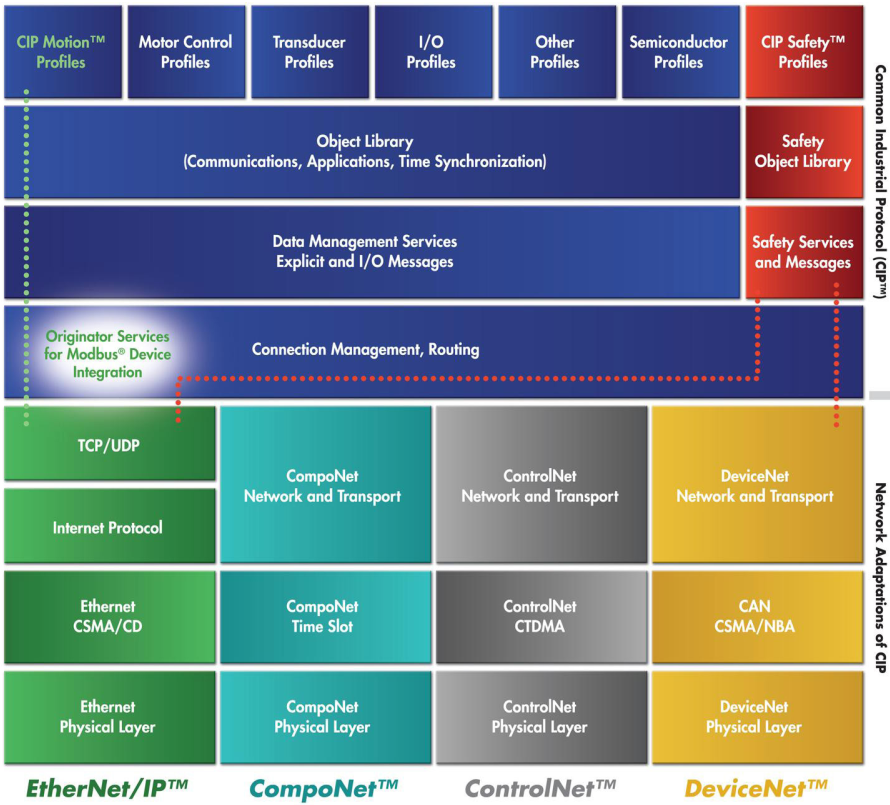 CIP Motion™
Profiles
Motor Control
Profiles
Transducer
Profiles
I/O
Profiles
Other
Profiles
Semiconductor
Profiles
CIP Safety™
Profiles
Object Library
(Communications, Applications, Time Synchronization)
Safety
Object Library
Data Management Services
Explicit and I/O Messages
Safety Services
and Messages
Originator Services
for Modbus® Device
Integration
Connection Management, Routing
Common Industrial Protocol (CIP™)
TCP/UDP
Internet Protocol
CompoNet
Network and Transport
ControlNet
Network and Transport
DeviceNet
Network and Transport
Ethernet
CSMA/CD
CompoNet
Time Slot
ControlNet
CTDMA
CAN
CSMA/NBA
Ethernet
Physical Layer
CompoNet
Physical Layer
ControlNet
Physical Layer
DeviceNet
Physical Layer
Network Adaptations of CIP
EtherNet/IP™
CompoNet™
ControlNet™
DeviceNet™